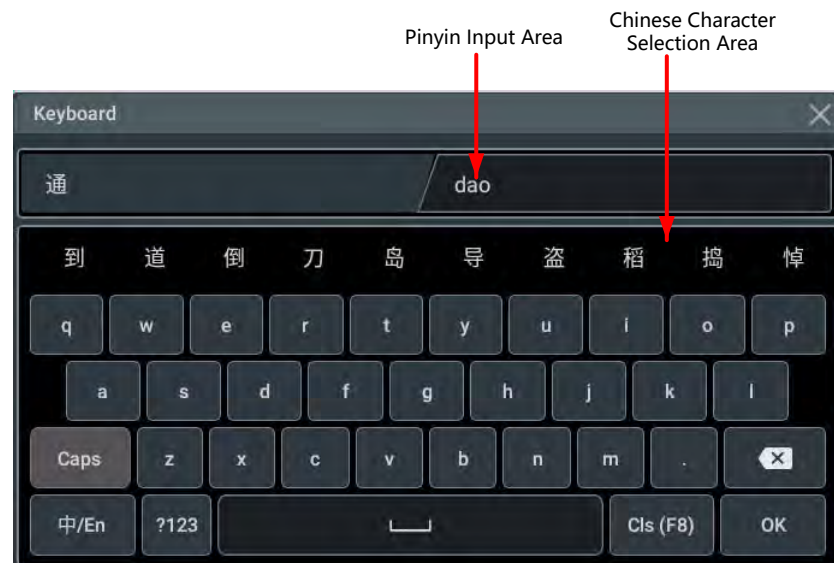 Pinyin Input Area
Chinese Character
Selection Area
Keyboard
通 dao
到 道 倒 刀 岛 导 盗 稻 捣 悼
q w e r t y u i o p
a s d f g h j k l
Caps z x c v b n m .
中/En ?123 Cls (F8) OK